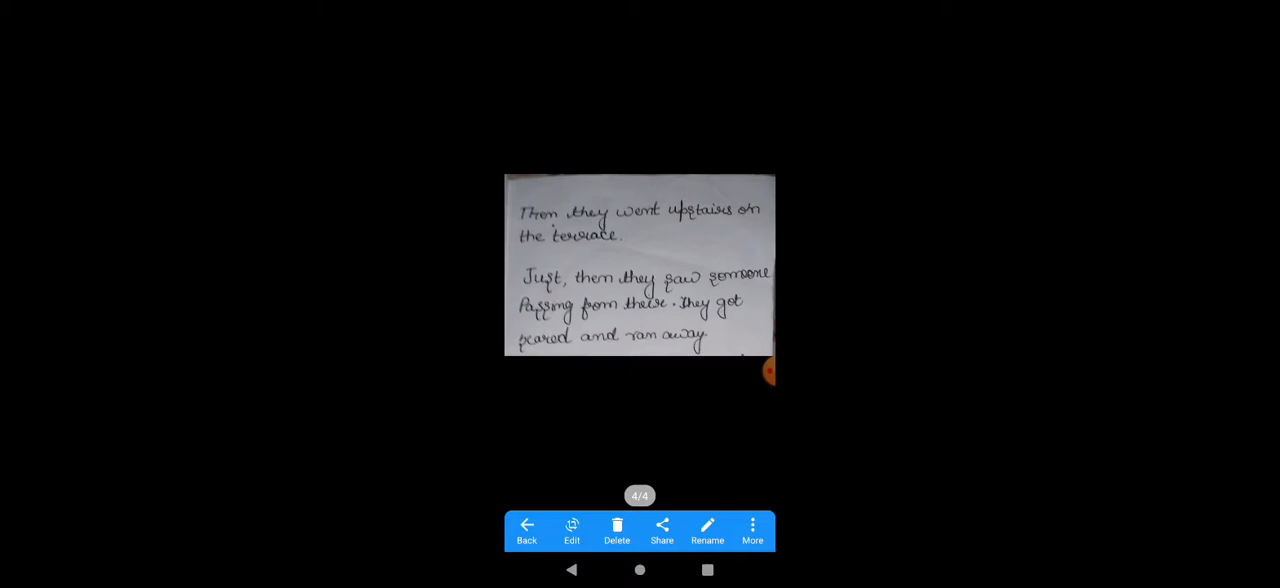 Then they went upstairs on
the terrace.
Just, then they saw someone
Passing from there. They got
scared and ran away
4/4
Back Edit Delete Share Rename More